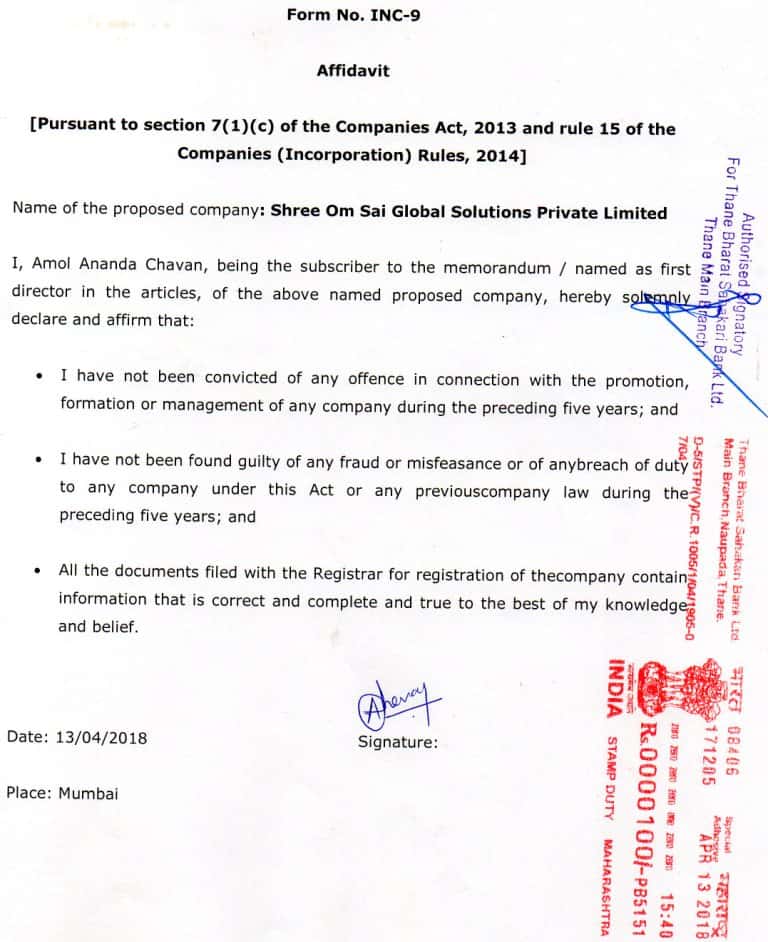 Form No. INC-9
Affidavit
[Pursuant to section 7(1)(c) of the Companies Act, 2013 and rule 15 of the
Companies (Incorporation) Rules, 2014]
Name of the proposed company: Shree Om Sai Global Solutions Private Limited
I, Amol Ananda Chavan, being the subscriber to the memorandum / named as first
director in the articles, of the above named proposed company, hereby solemnly
declare and affirm that:
• I have not been convicted of any offence in connection with the promotion,
formation or management of any company during the preceding five years; and
• I have not been found guilty of any fraud or misfeasance or of anybreach of duty
to any company under this Act or any previouscompany law during the
preceding five years; and
• All the documents filed with the Registrar for registration of thecompany contain
information that is correct and complete and true to the best of my knowledge
and belief.
Date: 13/04/2018
Signature:
Place: Mumbai
For Thane Bharat Sahakari Bank Ltd.
Thane Main Branch
Authorised Signatory
Thane Bharat Sahakari Bank Ltd
Main Branch,Naupada,Thane.
D-5/STP/(V)/C.R.1005/1/04/1905-0
7/04
भारत 08406
171205
Special
Adhesive
महाराष्ट्र
APR 13 2018
15:40
Rs.0000100/-PB5151
INDIA STAMP DUTY MAHARASHTRA